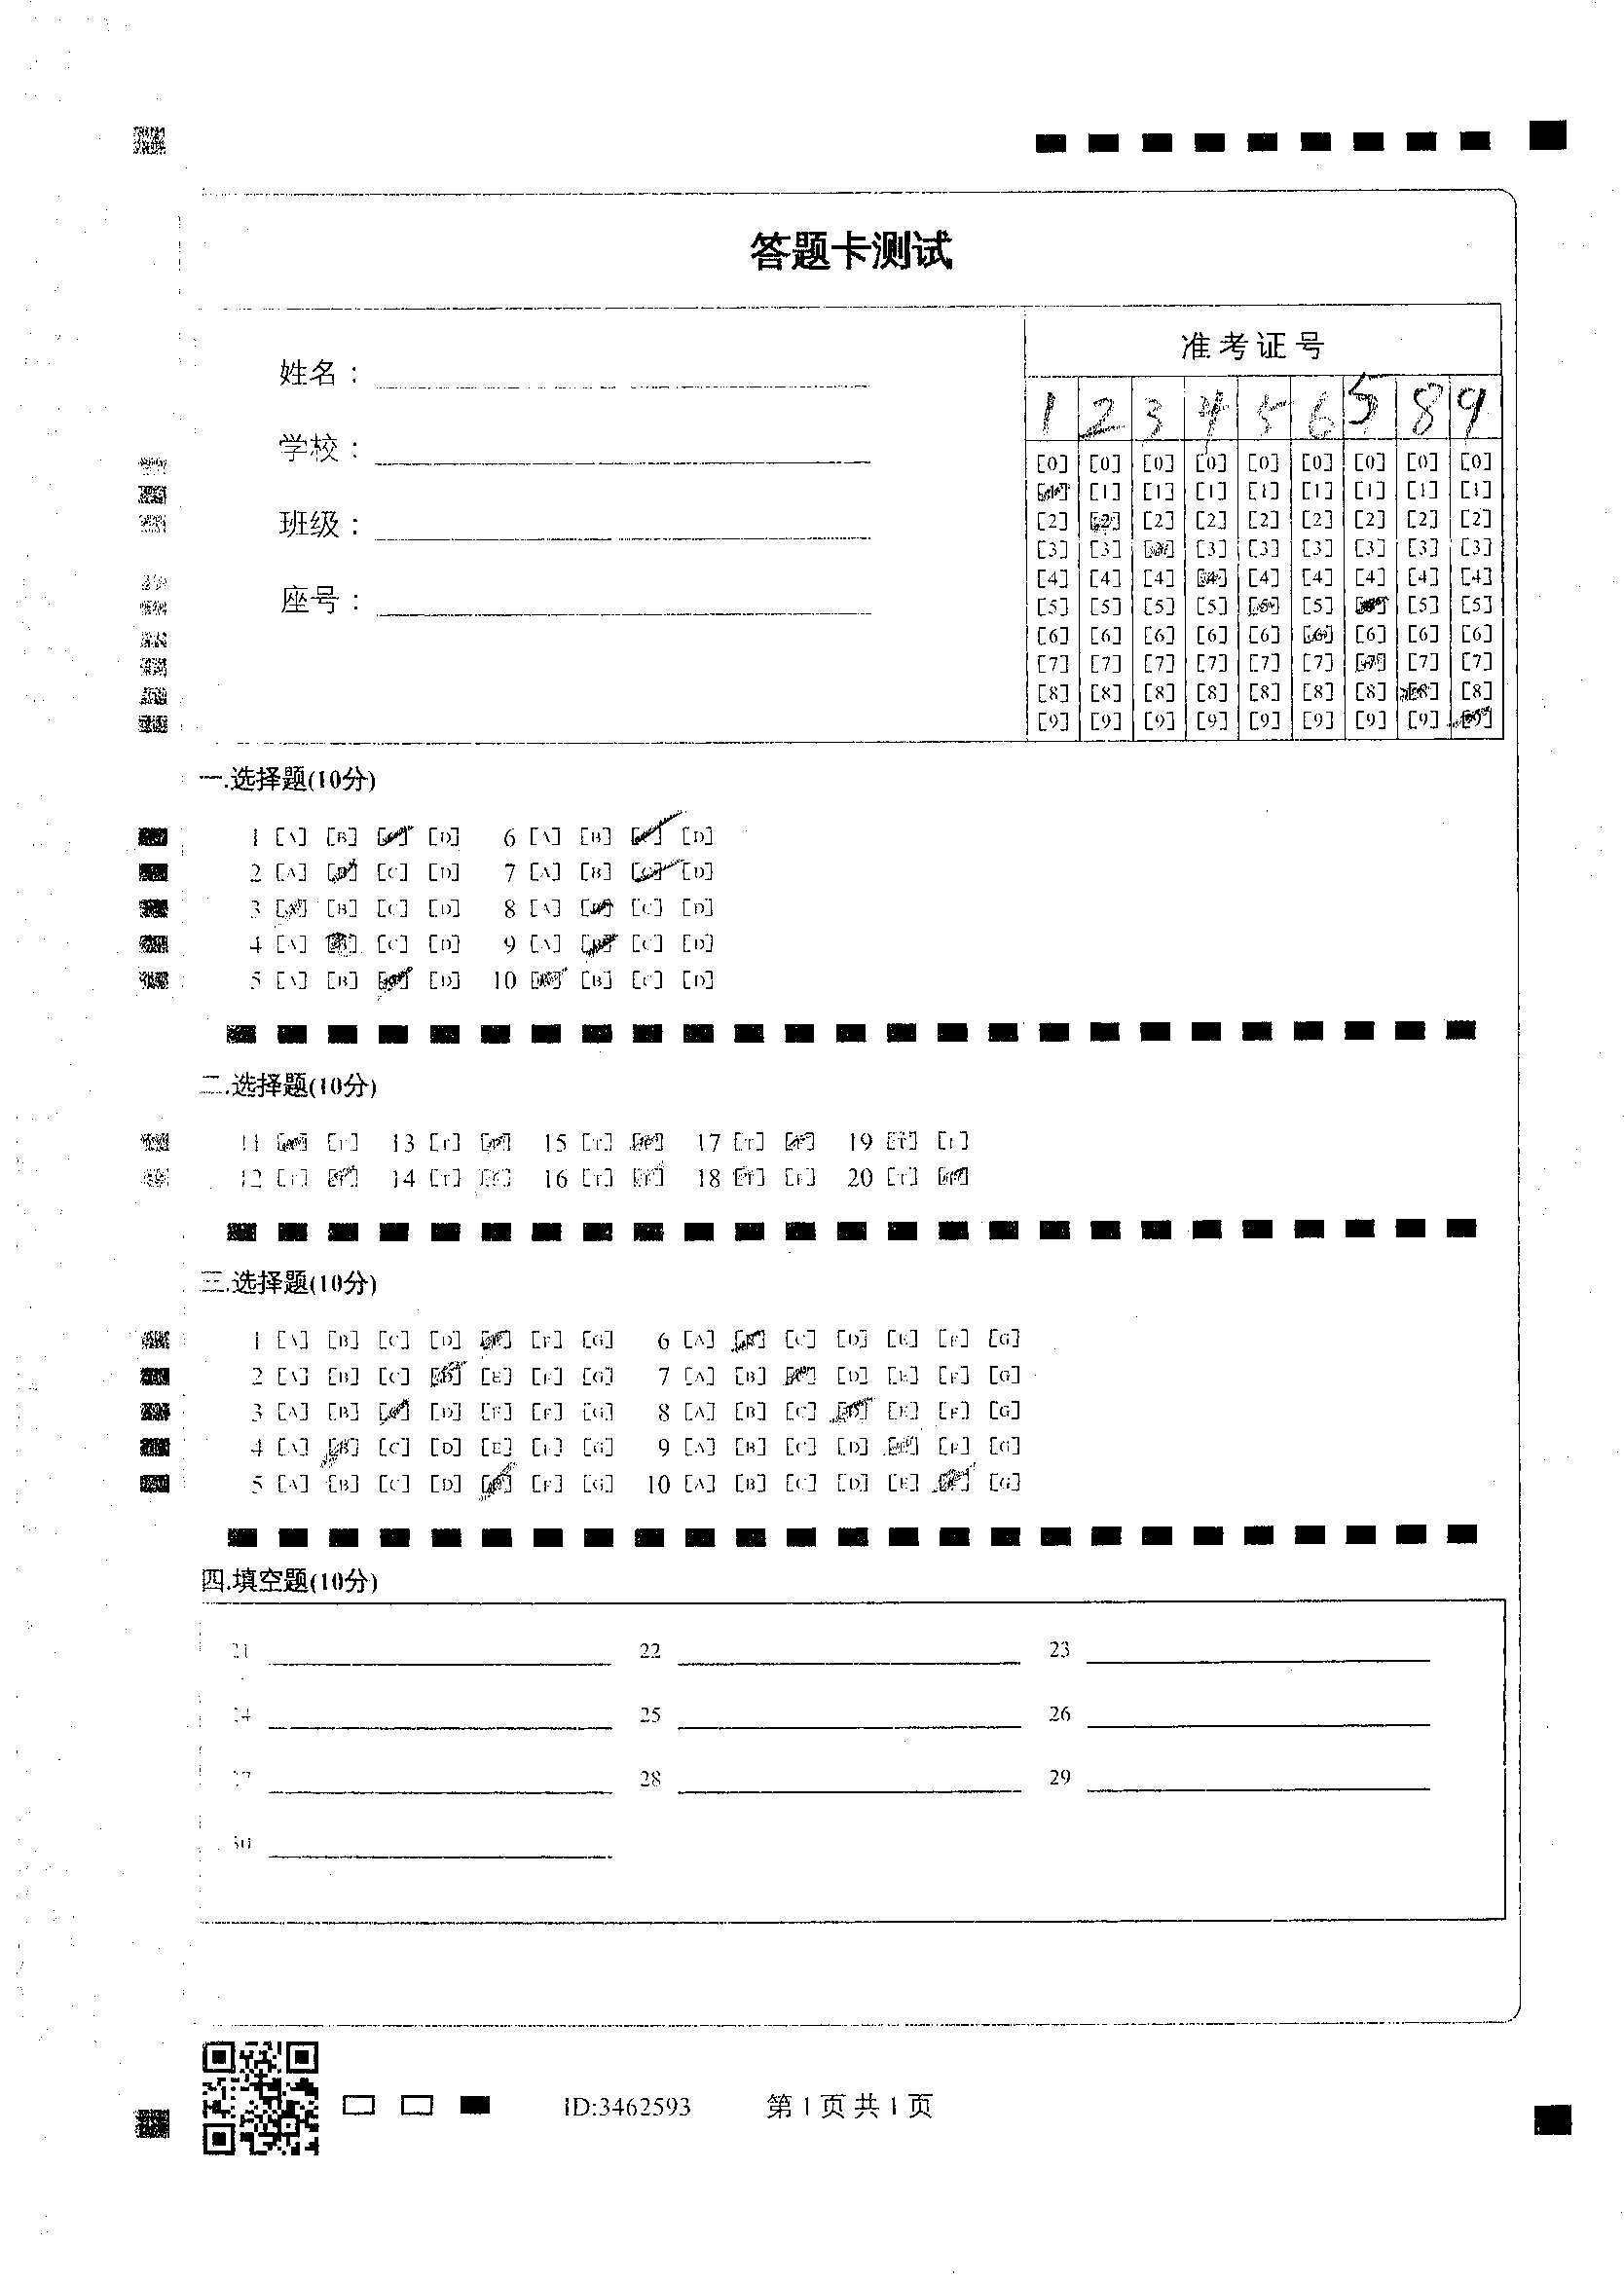 答题卡测试
准考证号
姓名：
学校：
班级：
座号：
1 2 3 4 5 6 5 8 9
[0] [0] [0] [0] [0] [0] [0] [0] [0]
[1] [1] [1] [1] [1] [1] [1] [1]
[2] [2] [2] [2] [2] [2] [2] [2] [2]
[3] [3] [3] [3] [3] [3] [3] [3]
[4] [4] [4] [4] [4] [4] [4] [4] [4]
[5] [5] [5] [5] [5] [5] [5] [5]
[6] [6] [6] [6] [6] [6] [6] [6] [6]
[7] [7] [7] [7] [7] [7] [7] [7] [7]
[8] [8] [8] [8] [8] [8] [8] [8] [8]
[9] [9] [9] [9] [9] [9] [9] [9] [9]
一.选择题(10分)
1 [A] [B] [D] 6 [A] [B] [D]
2 [A] [C] [D] 7 [A] [B] [D]
3 [B] [C] [D] 8 [A] [C] [D]
4 [A] [B] [C] [D] 9 [A] [C] [D]
5 [A] [B] [D] 10 [B] [C] [D]
二.选择题(10分)
11 [F] 13 [T] 15 [T] 17 [T] 19 [T] [F]
12 [T] 14 [T] 16 [T] 18 [T] [F] 20 [T]
三.选择题(10分)
1 [A] [B] [C] [D] [F] [G] 6 [A] [C] [D] [E] [F] [G]
2 [A] [B] [C] [E] [F] [G] 7 [A] [B] [D] [E] [F] [G]
3 [A] [B] [D] [E] [F] [G] 8 [A] [B] [C] [E] [F] [G]
4 [A] [C] [D] [E] [F] [G] 9 [A] [B] [C] [D] [F] [G]
5 [A] [B] [C] [D] [F] [G] 10 [A] [B] [C] [D] [E] [G]
四.填空题(10分)
21 22 23
24 25 26
27 28 29
30
ID:3462593 第1页共1页